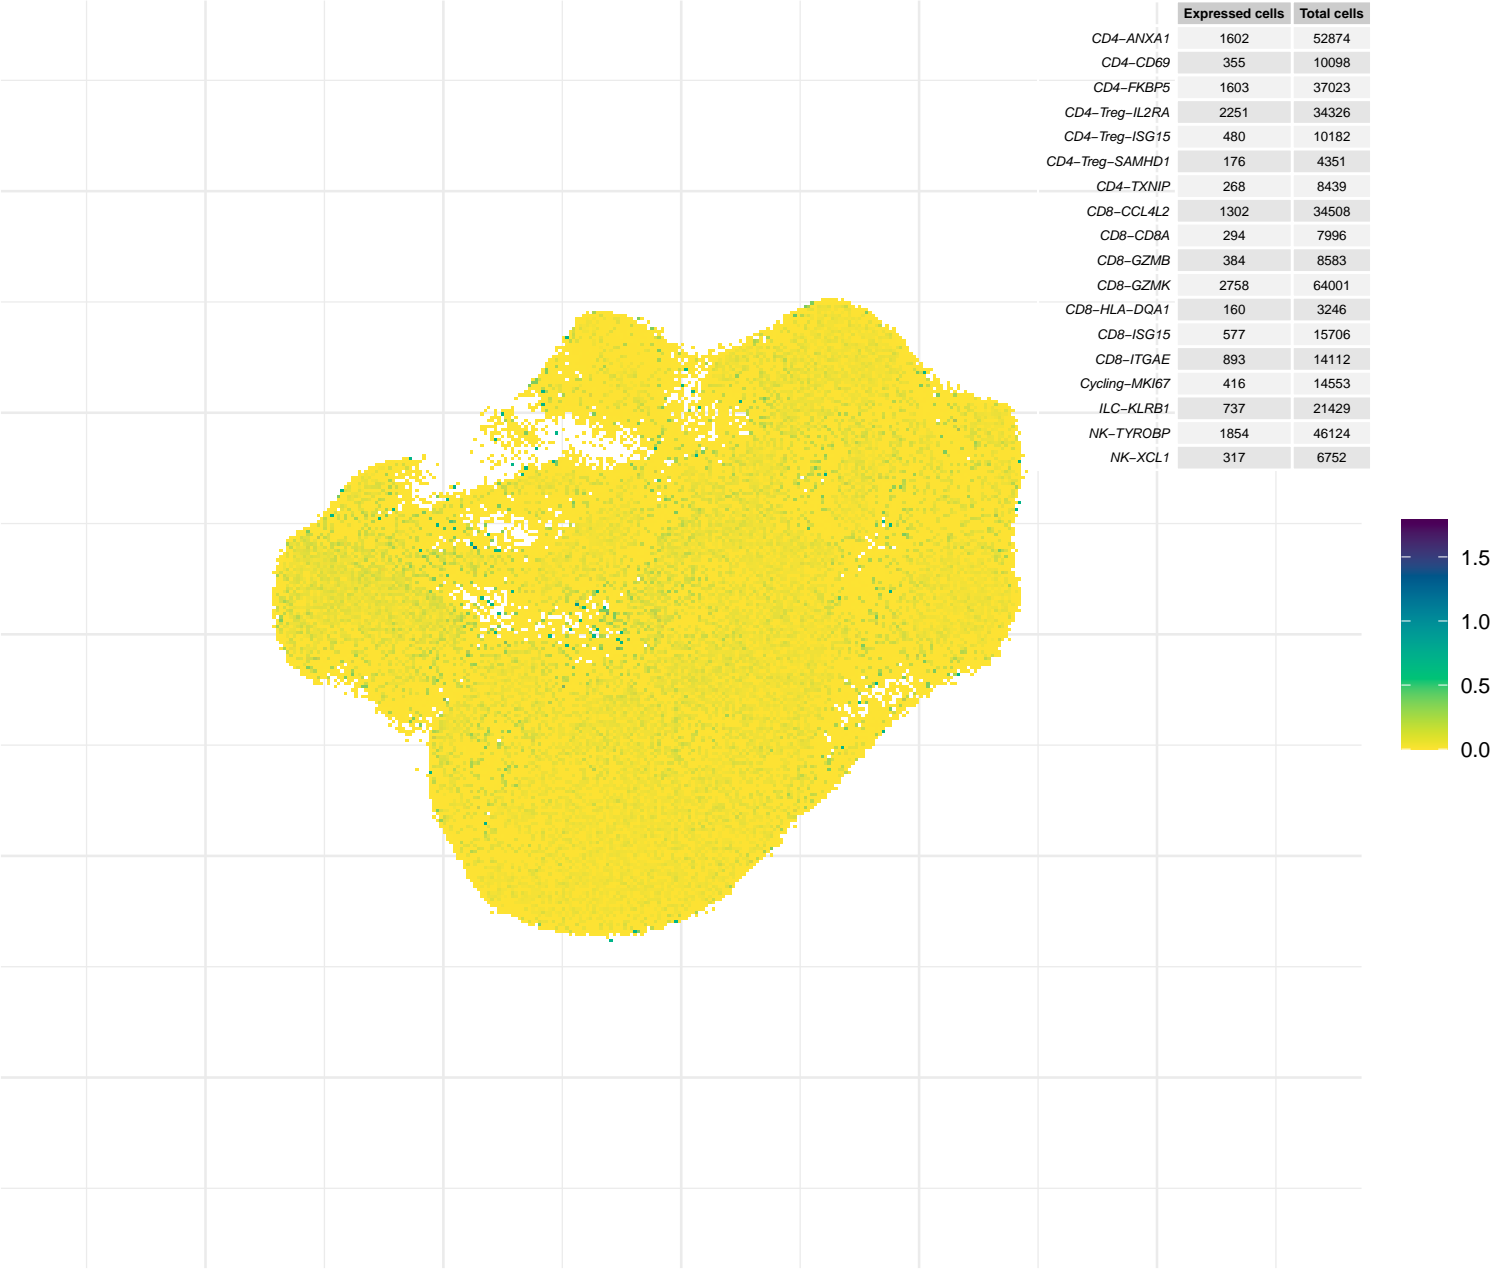 Expressed cells Total cells
CD4−ANXA1 1602 52874
CD4−CD69 355 10098
CD4−FKBP5 1603 37023
CD4−Treg−IL2RA 2251 34326
CD4−Treg−ISG15 480 10182
CD4−Treg−SAMHD1 176 4351
CD4−TXNIP 268 8439
CD8−CCL4L2 1302 34508
CD8−CD8A 294 7996
CD8−GZMB 384 8583
CD8−GZMK 2758 64001
CD8−HLA−DQA1 160 3246
CD8−ISG15 577 15706
CD8−ITGAE 893 14112
Cycling−MKI67 416 14553
ILC−KLRB1 737 21429
NK−TYROBP 1854 46124
NK−XCL1 317 6752
1.5
1.0
0.5
0.0